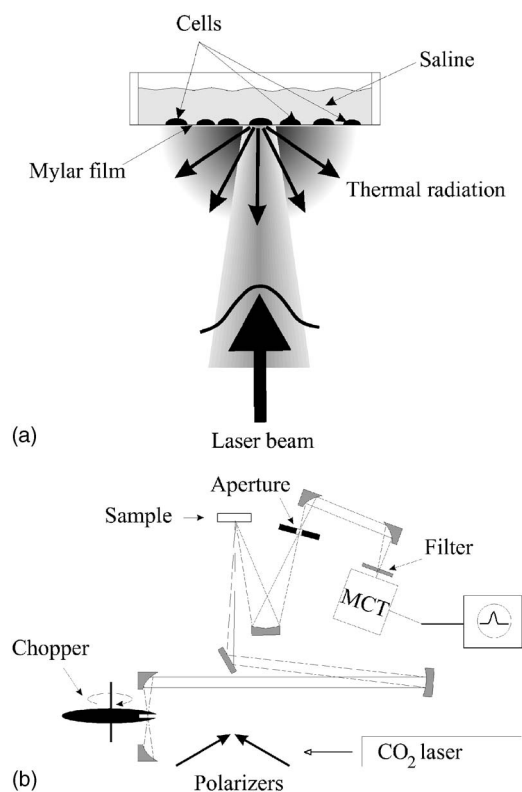 Cells
Saline
Mylar film
Thermal radiation
(a)
Laser beam
Aperture
Sample
Filter
MCT
Chopper
CO₂ laser
(b)
Polarizers